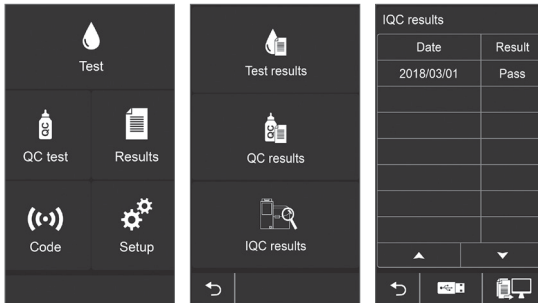 Test
QC
QC test
Results
Code
Setup
Test results
QC
QC results
IQC results
IQC results
Date Result
2018/03/01 Pass